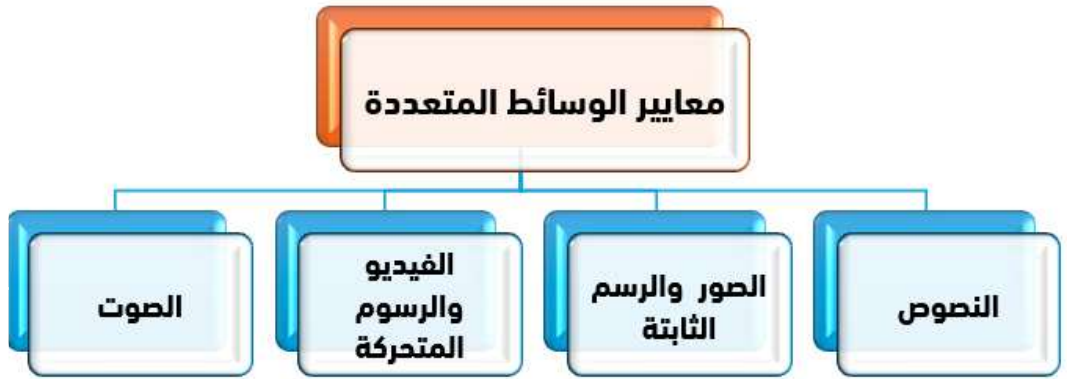 معايير الوسائط المتعددة
النصوص
الصور والرسم
الثابتة
الفيديو
والرسوم
المتحركة
الصوت